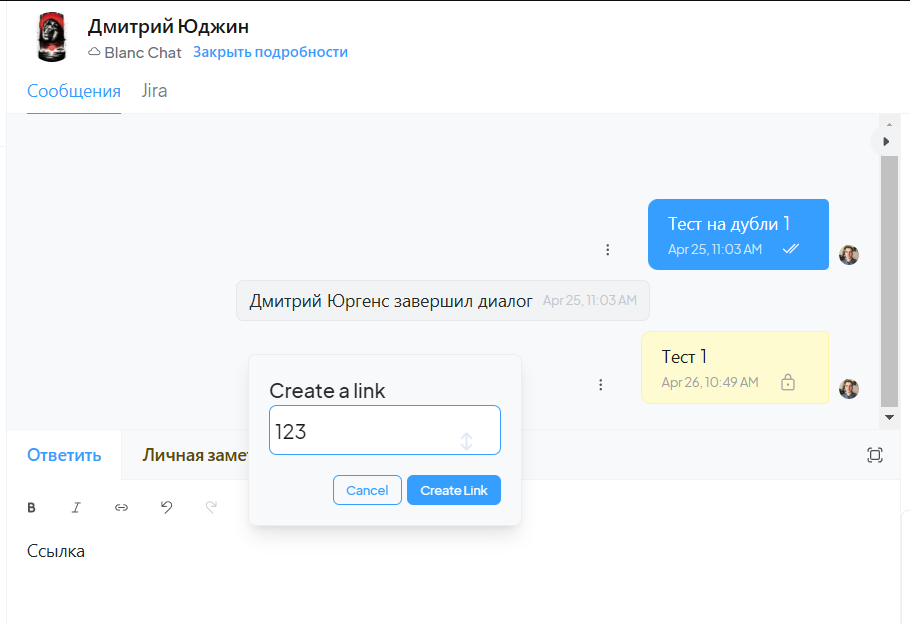 Дмитрий Юджин
Blanc Chat Закрыть подробности
Сообщения Jira
Тест на дубли 1
Apr 25, 11:03 AM
Дмитрий Юргенс завершил диалог Apr 25, 11:03 AM
Тест 1
Apr 26, 10:49 AM
Create a link
123
Cancel Create Link
Ответить Личная заме
B I
Ссылка